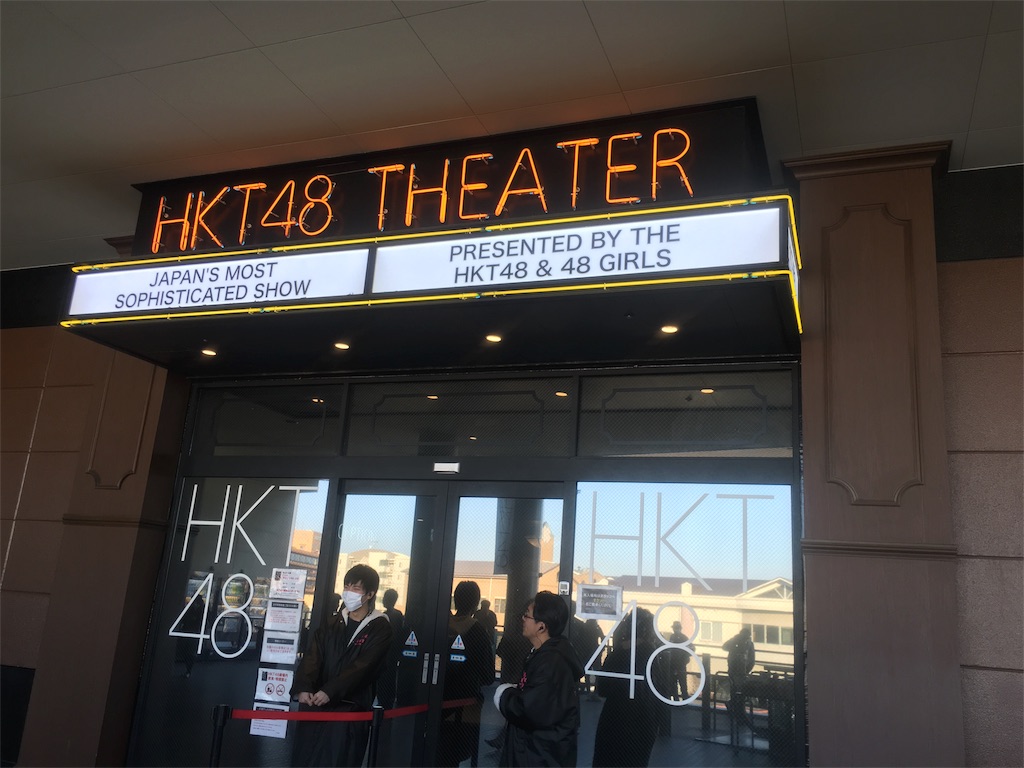 HKT48 THEATER
JAPAN'S MOST
SOPHISTICATED SHOW
PRESENTED BY THE
HKT48 & 48 GIRLS
HKT
48
HKT
48